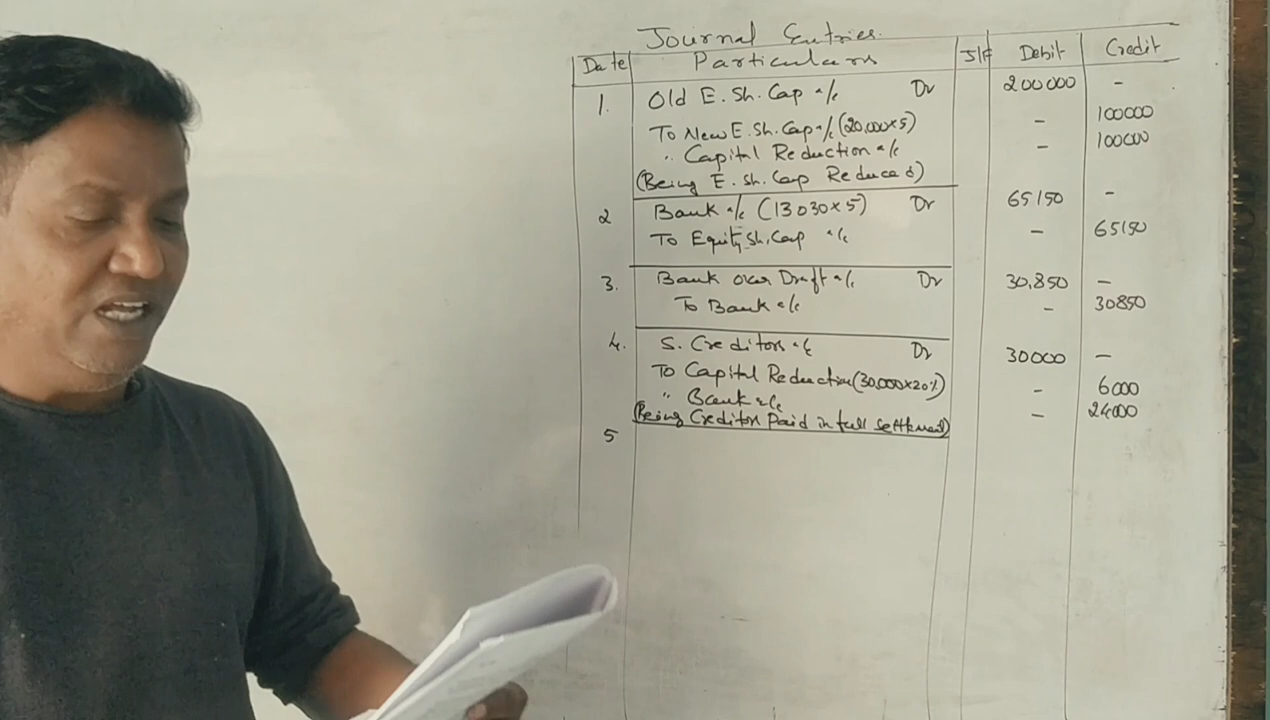 Journal Entries.
Date Particulars J/F Debit Credit
1. Old E. Sh. Cap a/c Dr 200000 -
To New E. Sh. Cap a/c (20,000×5) - 100000
" Capital Reduction a/c - 100000
(Being E. Sh. Cap Reduced)
2 Bank a/c (13030×5) Dr 65150 -
To Equity Sh. Cap a/c - 65150
3. Bank over Draft a/c Dr 30,850 -
To Bank a/c - 30850
4. S. Creditors a/c Dr 30000 -
To Capital Reduction (30,000×20%) - 6000
" Bank a/c - 24000
(Being Creditors Paid in full settlement)
5